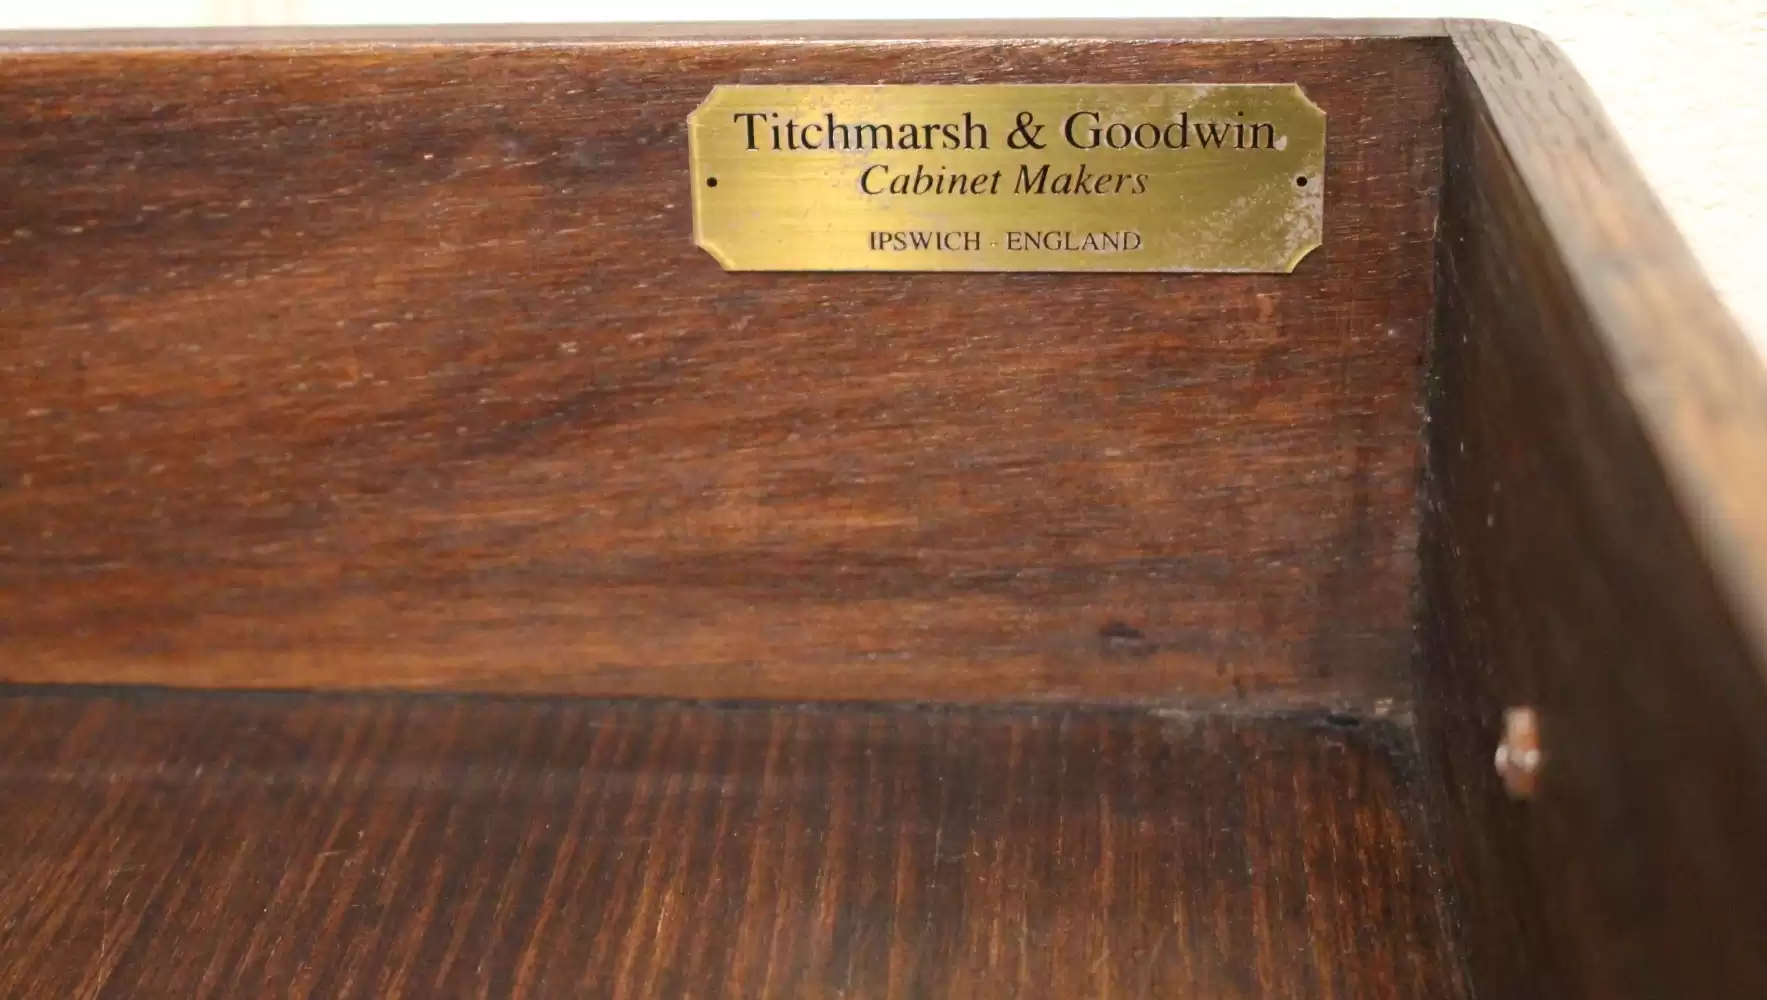 Titchmarsh & Goodwin
Cabinet Makers
IPSWICH - ENGLAND